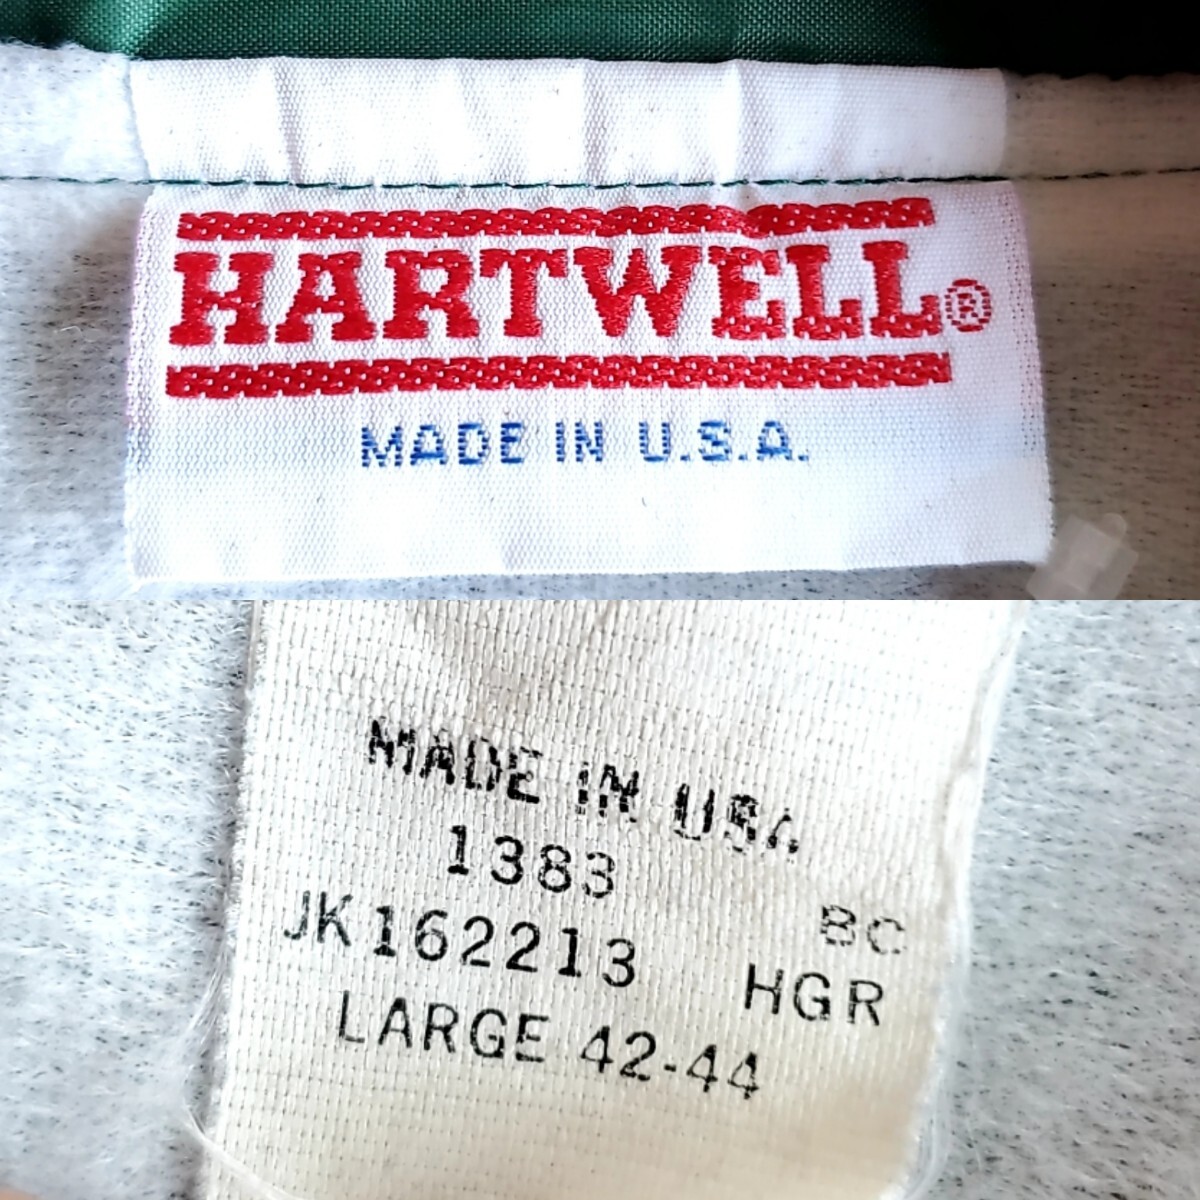 HARTWELL®
MADE IN U.S.A.
MADE IN USA
1383
JK162213 BC
HGR
LARGE 42-44